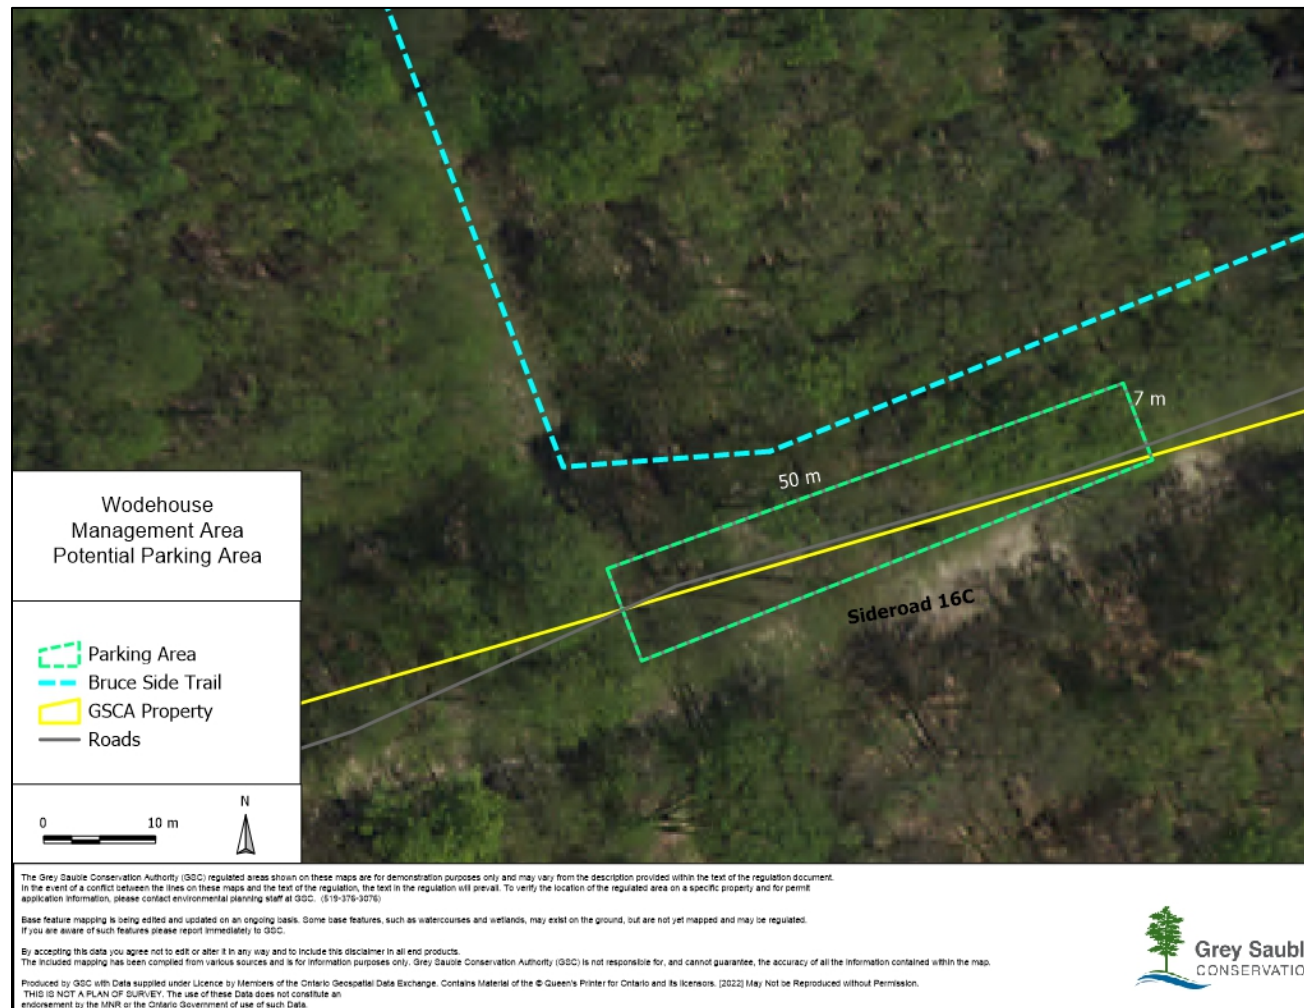 7 m
50 m
Sideroad 16C
Wodehouse
Management Area
Potential Parking Area
Parking Area
Bruce Side Trail
GSCA Property
Roads
0 10 m
N
The Grey Sauble Conservation Authority (GSC) regulated areas shown on these maps are for demonstration purposes only and may vary from the description provided within the text of the regulation document.
In the event of a conflict between the lines on these maps and the text of the regulation, the text in the regulation will prevail. To verify the location of the regulated area on a specific property and for permit
application information, please contact environmental planning staff at GSC. (519-376-3076)
Base feature mapping is being edited and updated on an ongoing basis. Some base features, such as watercourses and wetlands, may exist on the ground, but are not yet mapped and may be regulated.
If you are aware of such features please report immediately to GSC.
By accepting this data you agree not to edit or alter it in any way and to include this disclaimer in all end products.
The included mapping has been compiled from various sources and is for information purposes only. Grey Sauble Conservation Authority (GSC) is not responsible for, and cannot guarantee, the accuracy of all the information contained within the map.
Produced by GSC with Data supplied under Licence by Members of the Ontario Geospatial Data Exchange. Contains Material of the © Queen's Printer for Ontario and its licensors. [2022] May Not be Reproduced without Permission.
THIS IS NOT A PLAN OF SURVEY. The use of these Data does not constitute an
endorsement by the MNR or the Ontario Government of use of such Data.
Grey Saubl
CONSERVATIO